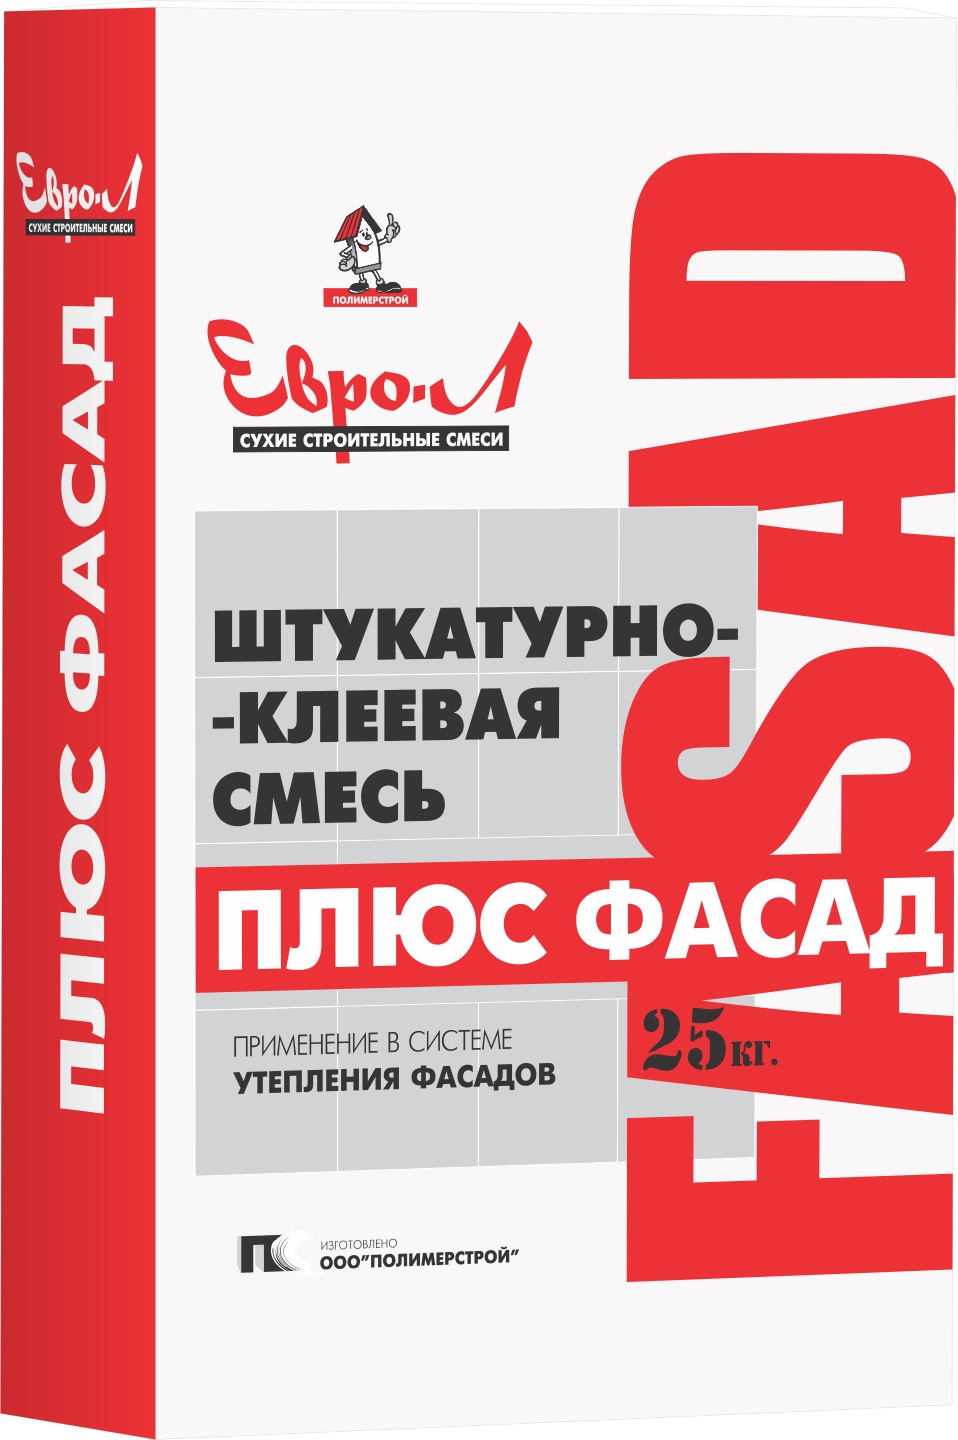 Евро-Л
СУХИЕ СТРОИТЕЛЬНЫЕ СМЕСИ
ПЛЮС ФАСАД
ПОЛИМЕРСТРОЙ
Евро-Л
СУХИЕ СТРОИТЕЛЬНЫЕ СМЕСИ
FASAD
ШТУКАТУРНО-
-КЛЕЕВАЯ
СМЕСЬ
ПЛЮС ФАСАД
25кг.
ПРИМЕНЕНИЕ В СИСТЕМЕ
УТЕПЛЕНИЯ ФАСАДОВ
ПС
ИЗГОТОВЛЕНО
ООО"ПОЛИМЕРСТРОЙ"